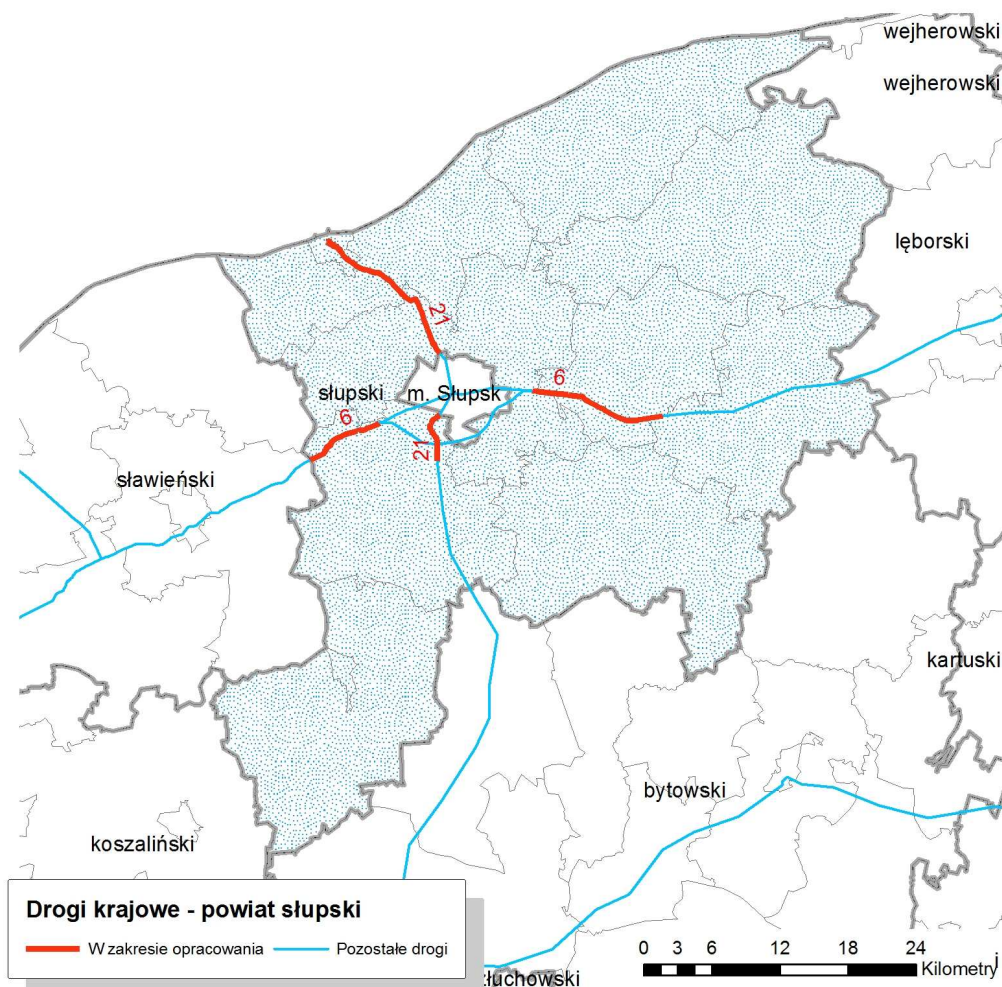 wejherowski
wejherowski
lęborski
21
słupski
m. Słupsk
6
6
21
sławieński
kartuski
bytowski
koszaliński
Drogi krajowe - powiat słupski
W zakresie opracowania
Pozostałe drogi
0 3 6 12 18 24
Kilometry
i
złuchowski